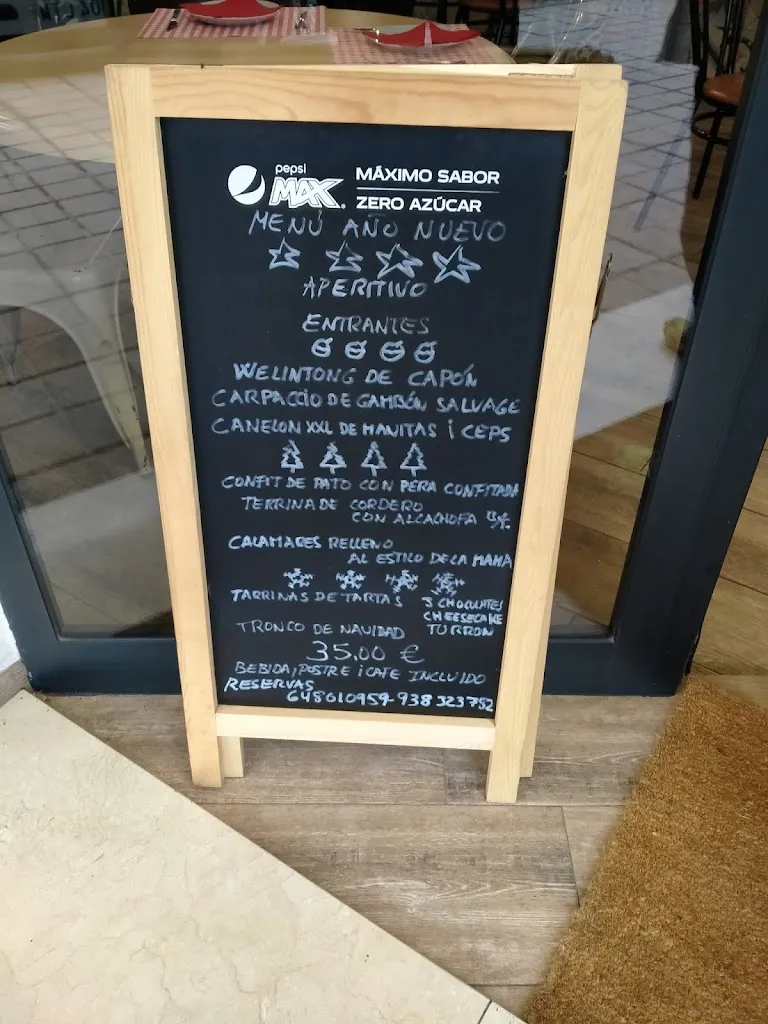 pepsi
MAX.
MÁXIMO SABOR
ZERO AZÚCAR
MENÚ AÑO NUEVO
APERITIVO
ENTRANTES
WELINTONG DE CAPÓN
CARPACCIO DE GAMBÓN SALVAGE
CANELON XXL DE MANITAS i CEPS
CONFIT DE PATO CON PERA CONFITADA
TERRINA DE CORDERO
CON ALCACHOFA
CALAMARES RELLENO
AL ESTILO DE LA MAMA
TARRINAS DE TARTAS 3 CHOCOLATES
CHEESECAKE
TURRON
TRONCO DE NAVIDAD
35,00 €
BEBIDA, POSTRE i CAFE INCLUIDO
RESERVAS
648610959-938323752